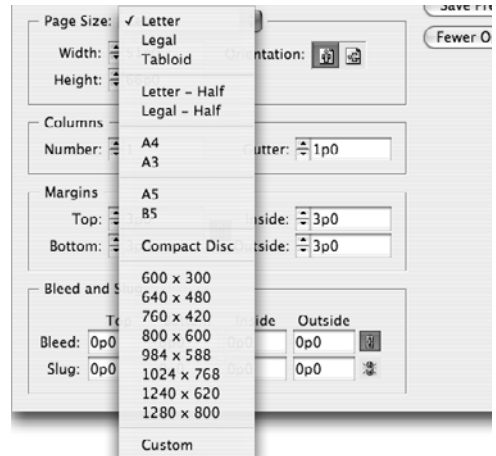 Save Pre
Page Size: ✓ Letter
Legal
Tabloid
Letter – Half
Legal – Half
A4
A3
A5
B5
Compact Disc
600 x 300
640 x 480
760 x 420
800 x 600
984 x 588
1024 x 768
1240 x 620
1280 x 800
Custom
Fewer O
Width:
Orientation:
Height:
Columns
Number:
Gutter: 1p0
Margins
Top:
Inside: 3p0
Bottom:
Outside: 3p0
Bleed and
Inside Outside
Bleed: 0p0 0p0 0p0
Slug: 0p0 0p0 0p0